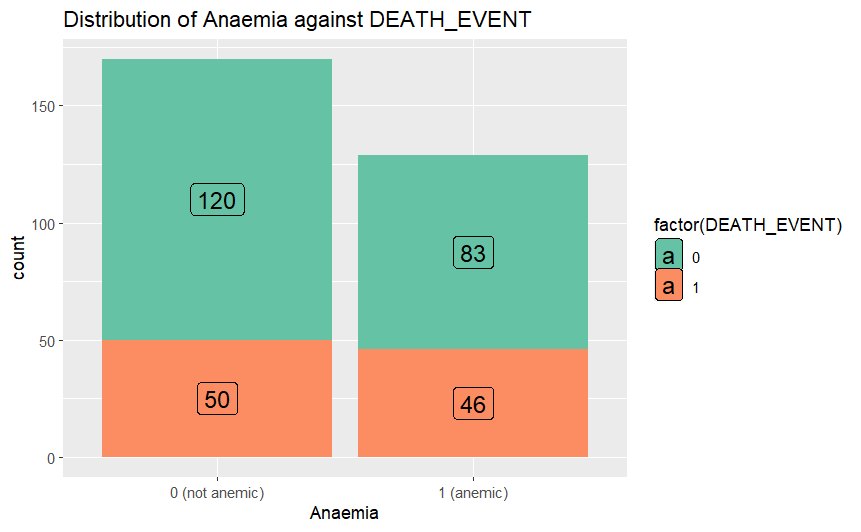 Distribution of Anaemia against DEATH_EVENT
count
150
100
50
0
120
50
83
46
0 (not anemic)
1 (anemic)
Anaemia
factor(DEATH_EVENT)
a 0
a 1